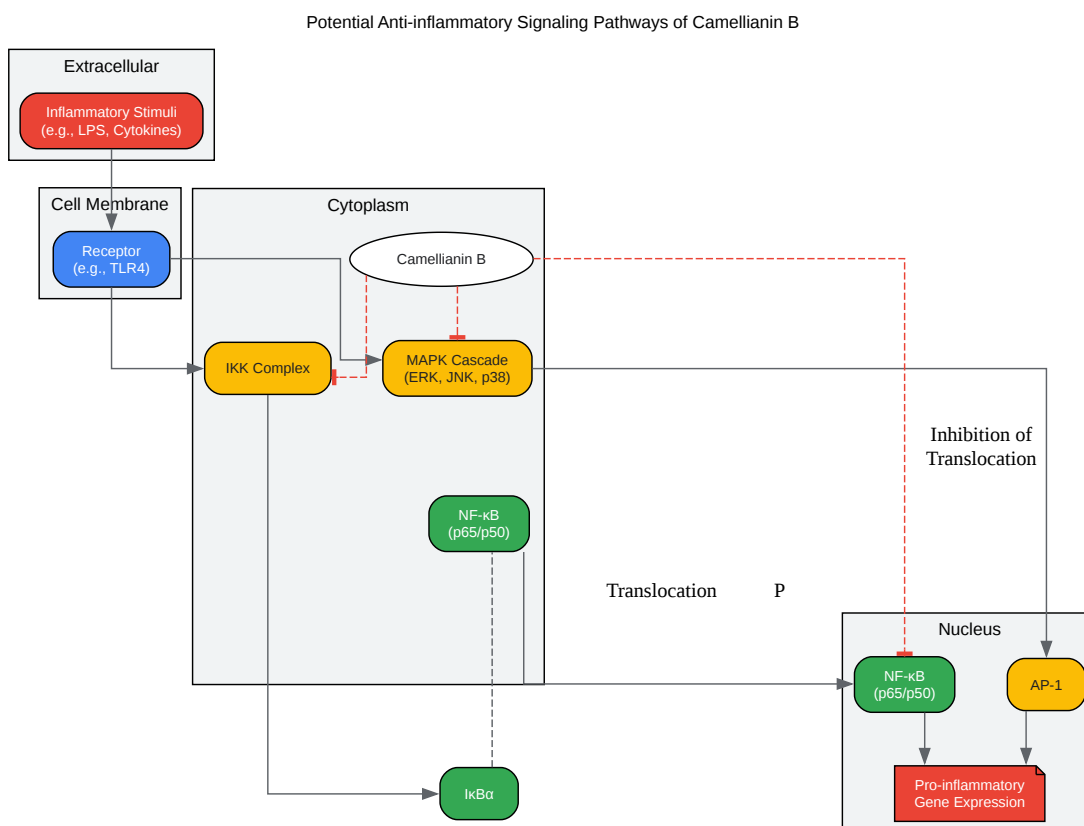 Potential Anti-inflammatory Signaling Pathways of Camellianin B
Extracellular
Inflammatory Stimuli
(e.g., LPS, Cytokines)
Cell Membrane
Receptor
(e.g., TLR4)
Cytoplasm
Camellianin B
IKK Complex
MAPK Cascade
(ERK, JNK, p38)
Inhibition of
Translocation
NF-κB
(p65/p50)
Translocation
P
Nucleus
NF-κB
(p65/p50)
AP-1
IκBα
Pro-inflammatory
Gene Expression